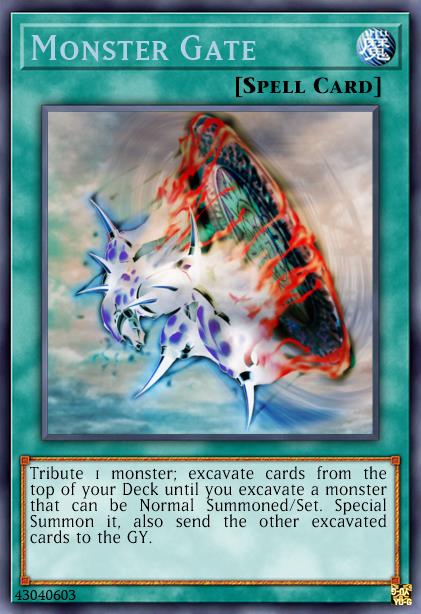 Monster Gate
魔
[Spell Card]
Tribute 1 monster; excavate cards from the
top of your Deck until you excavate a monster
that can be Normal Summoned/Set. Special
Summon it, also send the other excavated
cards to the GY.
43040603